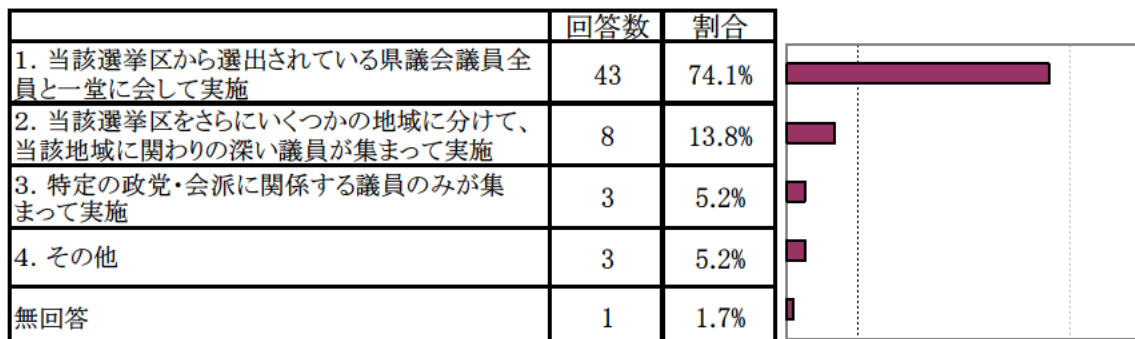 回答数 割合
1. 当該選挙区から選出されている県議会議員全
員と一堂に会して実施 43 74.1%
2. 当該選挙区をさらにいくつかの地域に分けて、
当該地域に関わりの深い議員が集まって実施 8 13.8%
3. 特定の政党・会派に関係する議員のみが集
まって実施 3 5.2%
4. その他 3 5.2%
無回答 1 1.7%